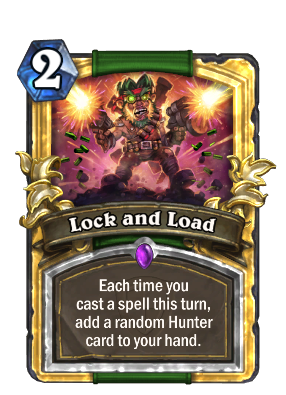 2
Lock and Load
Each time you
cast a spell this turn,
add a random Hunter
card to your hand.